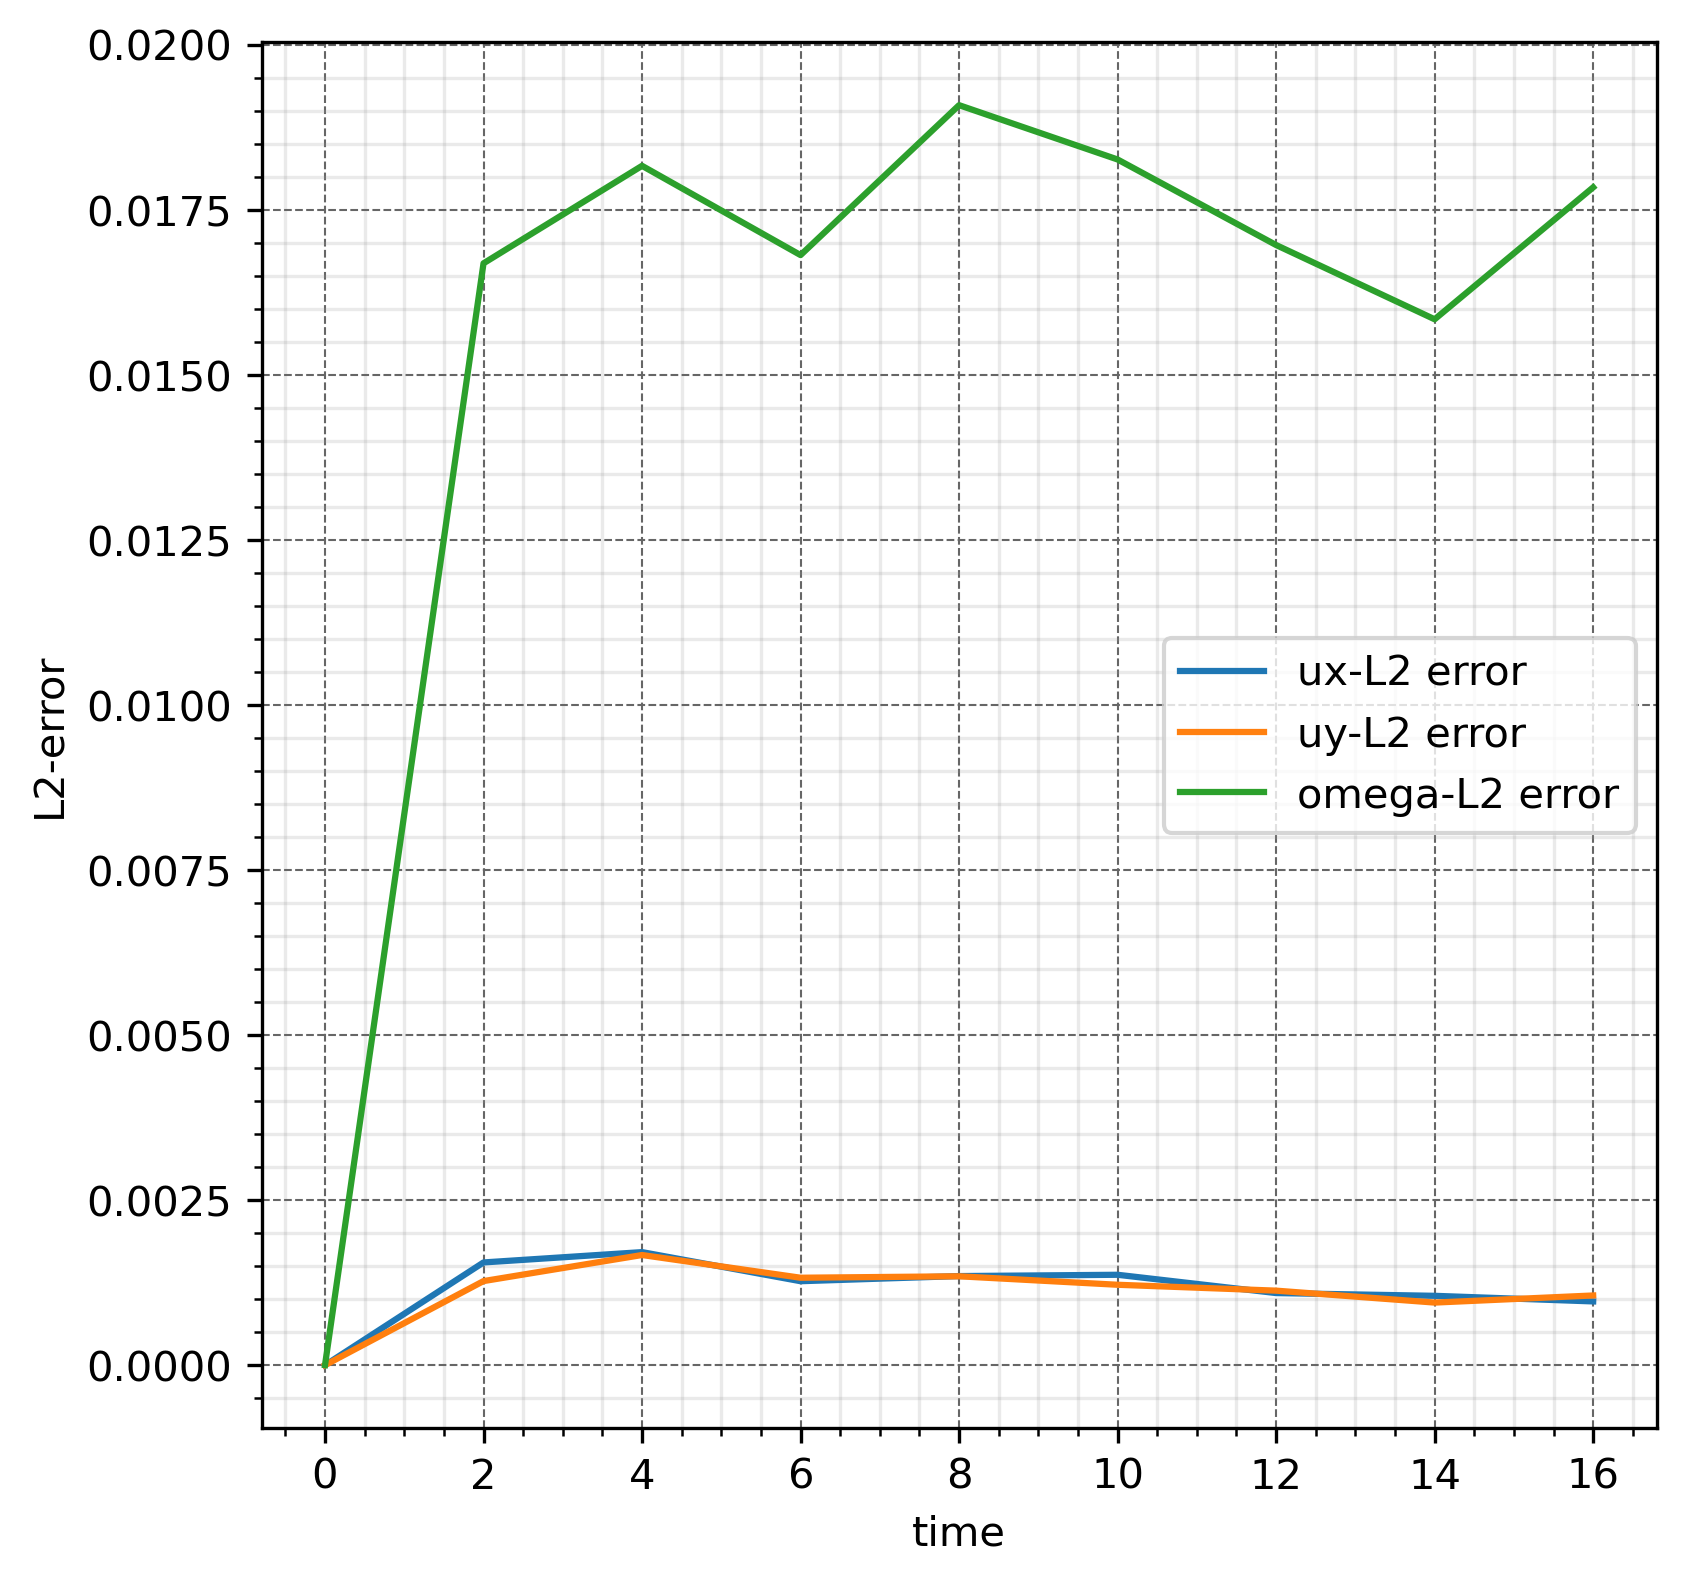 0.0200
0.0175
0.0150
0.0125
0.0100
0.0075
0.0050
0.0025
0.0000
L2-error
ux-L2 error
uy-L2 error
omega-L2 error
0 2 4 6 8 10 12 14 16
time